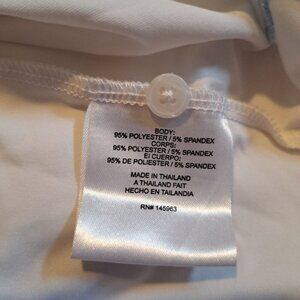 BODY:
95% POLYESTER / 5% SPANDEX
CORPS:
95% POLYESTER / 5% SPANDEX
EI CUERPO:
95% DE POLIESTER / 5% SPANDEX
MADE IN THAILAND
A THAILAND FAIT
HECHO EN TAILANDIA
RN# 145963